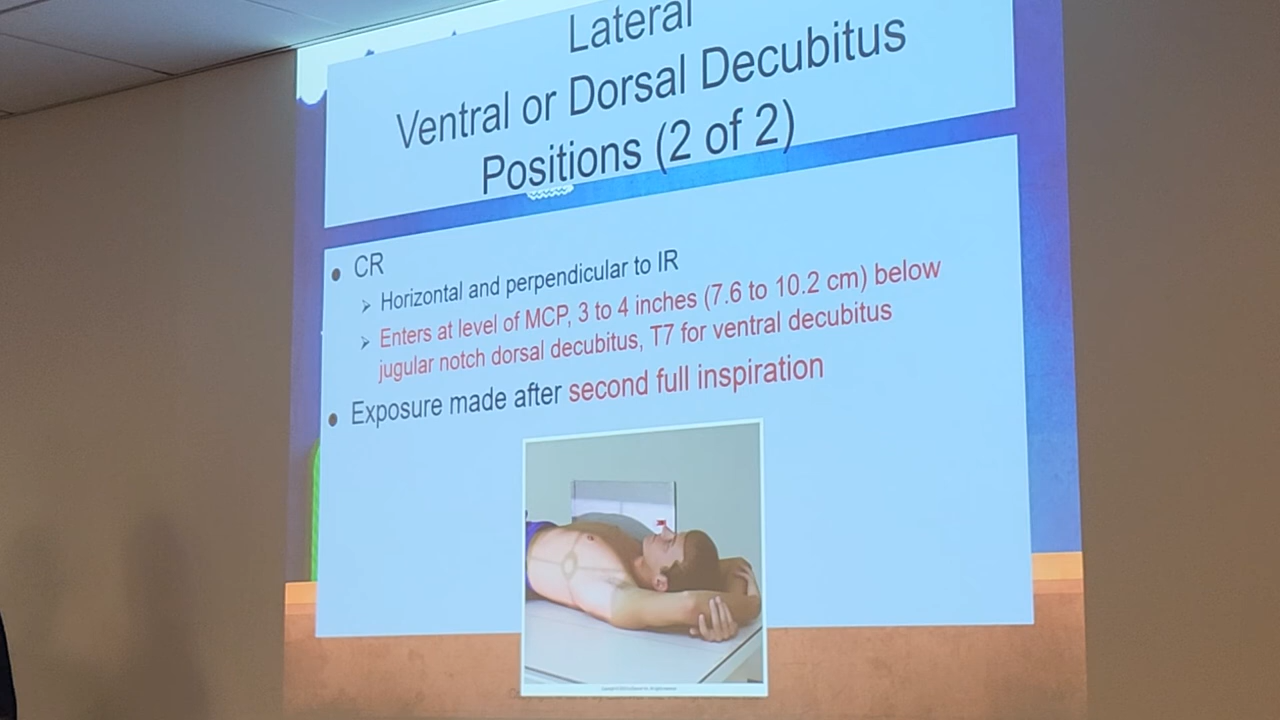 Lateral
Ventral or Dorsal Decubitus
Positions (2 of 2)
• CR
➢ Horizontal and perpendicular to IR
➢ Enters at level of MCP, 3 to 4 inches (7.6 to 10.2 cm) below
jugular notch dorsal decubitus, T7 for ventral decubitus
• Exposure made after second full inspiration